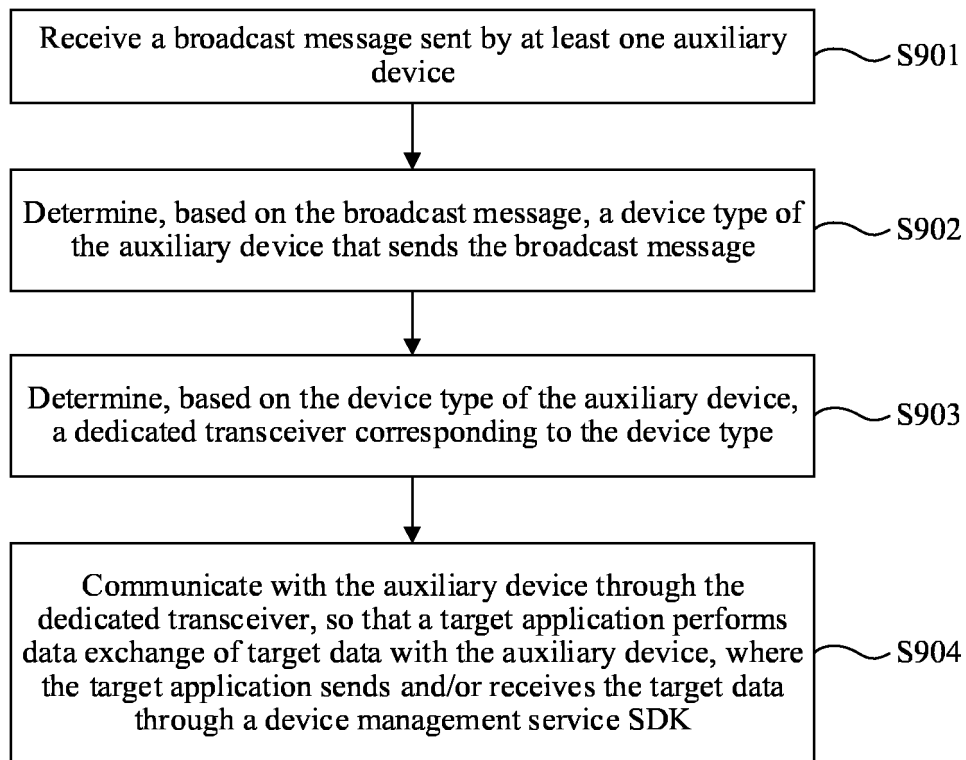 Receive a broadcast message sent by at least one auxiliary
device
S901
Determine, based on the broadcast message, a device type of
the auxiliary device that sends the broadcast message
S902
Determine, based on the device type of the auxiliary device,
a dedicated transceiver corresponding to the device type
S903
Communicate with the auxiliary device through the
dedicated transceiver, so that a target application performs
data exchange of target data with the auxiliary device, where
the target application sends and/or receives the target data
through a device management service SDK
S904